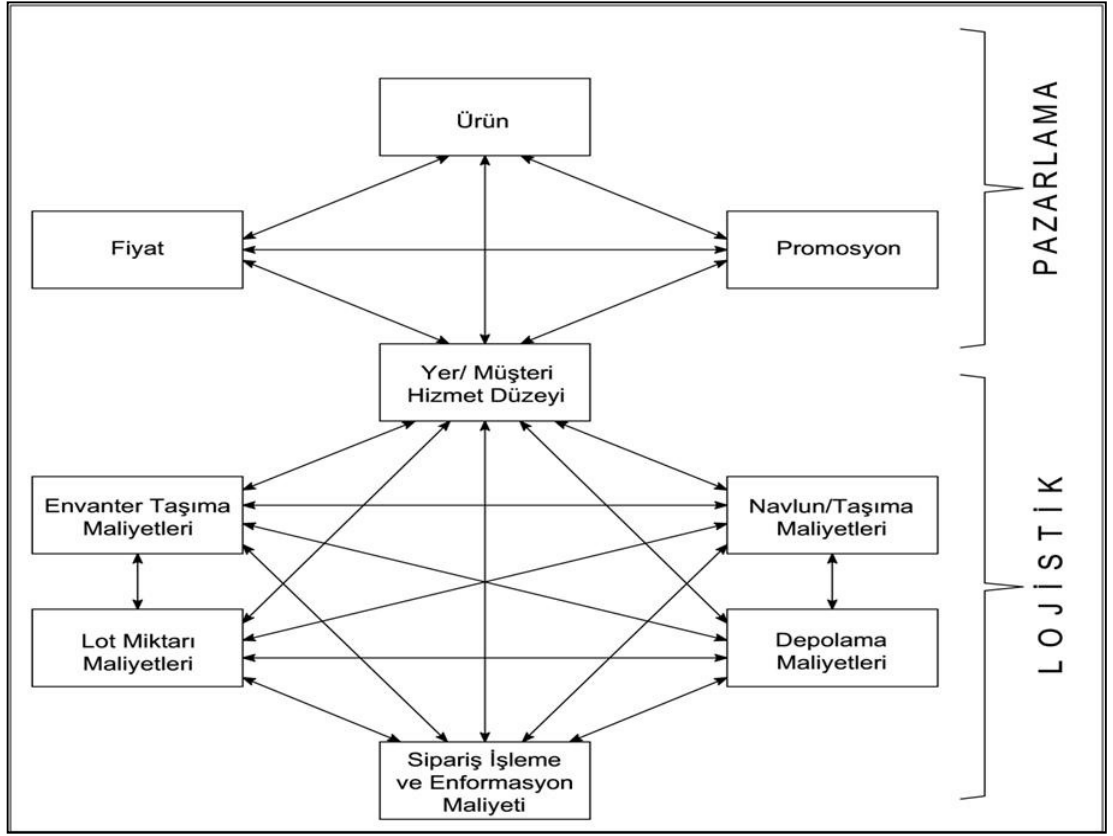 Ürün
Fiyat
Promosyon
PAZARLAMA
Yer/ Müşteri
Hizmet Düzeyi
Envanter Taşıma
Maliyetleri
Navlun/Taşıma
Maliyetleri
Lot Miktarı
Maliyetleri
Depolama
Maliyetleri
Sipariş İşleme
ve Enformasyon
Maliyeti
LOJİSTİK